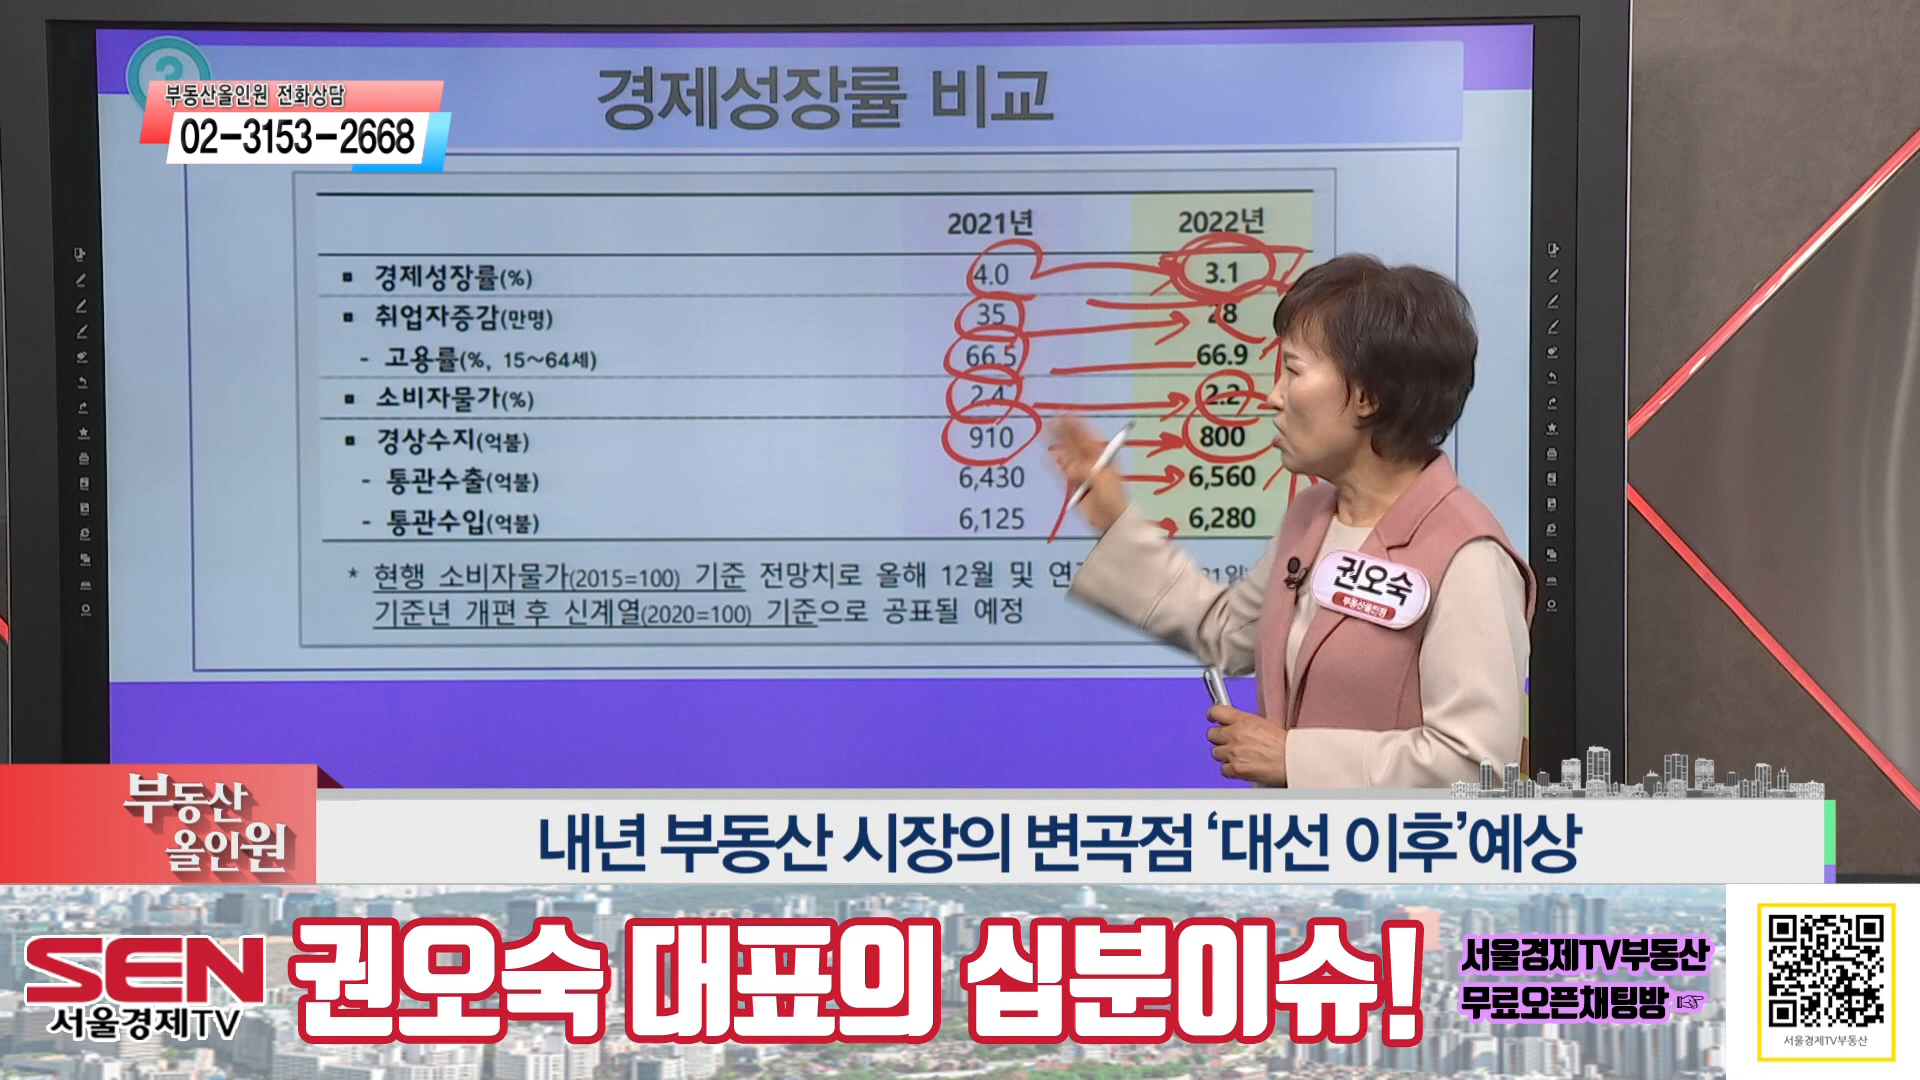 경제성장률 비교
부동산올인원 전화상담
02-3153-2668
2021년 2022년
경제성장률(%) 4.0 3.1
취업자증감(만명) 35 28
- 고용률(%, 15~64세) 66.5 66.9
소비자물가(%) 2.4 2.2
경상수지(억불) 910 800
- 통관수출(억불) 6,430 6,560
- 통관수입(억불) 6,125 6,280
* 현행 소비자물가(2015=100) 기준 전망치로 올해 12월 및
기준년 개편 후 신계열(2020=100) 기준으로 공표될 예정
권오숙
부동산올인원
부동산
올인원
내년 부동산 시장의 변곡점 ‘대선 이후’예상
SEN
서울경제TV
권오숙 대표의 십분이슈!
서울경제TV부동산
무료오픈채팅방 ☞
서울경제TV부동산